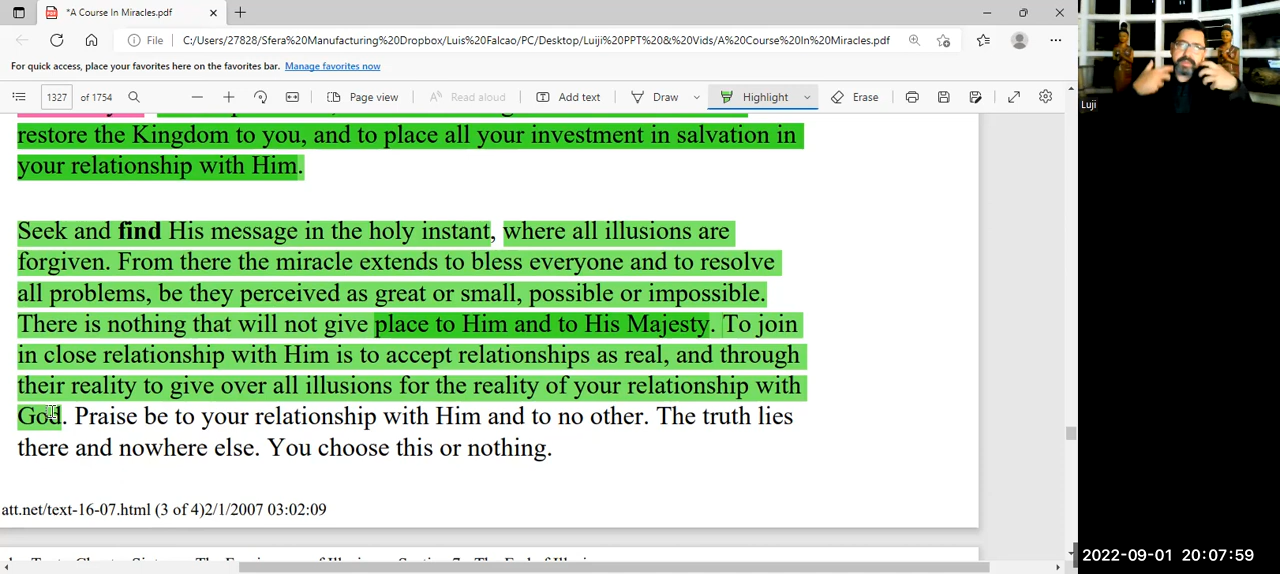 *A Course In Miracles.pdf
File C:/Users/27828/Sfera%20Manufacturing%20Dropbox/Luis%20Falcao/PC/Desktop/Luiji%20PPT%20&%20Vids/A%20Course%20In%20Miracles.pdf
For quick access, place your favorites here on the favorites bar. Manage favorites now
1327 of 1754 Page view Read aloud Add text Draw Highlight Erase
Luji
restore the Kingdom to you, and to place all your investment in salvation in
your relationship with Him.
Seek and find His message in the holy instant, where all illusions are
forgiven. From there the miracle extends to bless everyone and to resolve
all problems, be they perceived as great or small, possible or impossible.
There is nothing that will not give place to Him and to His Majesty. To join
in close relationship with Him is to accept relationships as real, and through
their reality to give over all illusions for the reality of your relationship with
God. Praise be to your relationship with Him and to no other. The truth lies
there and nowhere else. You choose this or nothing.
att.net/text-16-07.html (3 of 4)2/1/2007 03:02:09
2022-09-01 20:07:59